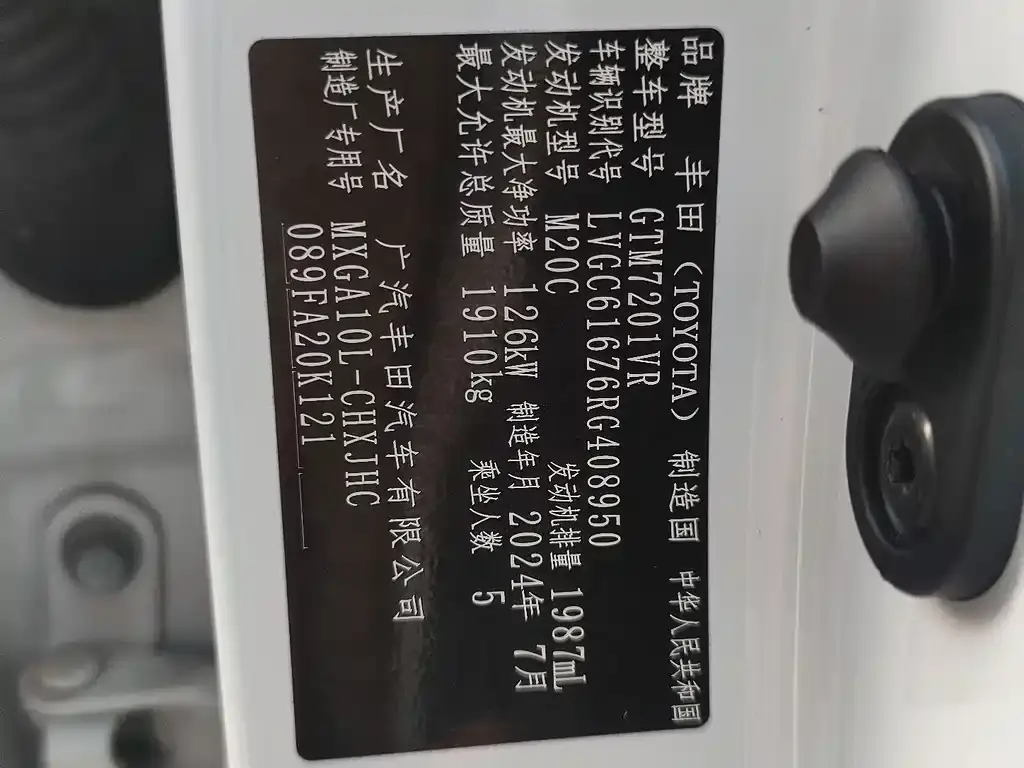 品牌 丰田(TOYOTA) 制造国 中华人民共和国
整车型号 GTM7201VR
车辆识别代号 LVGC616Z6RG408950
发动机型号 M20C 发动机排量 1987mL
发动机最大净功率 126kW 制造年月 2024年 7月
最大允许总质量 1910kg 乘坐人数 5
生产厂名 广汽丰田汽车有限公司
制造厂专用号 MXGA10L-CHXJHC
089FA20K121